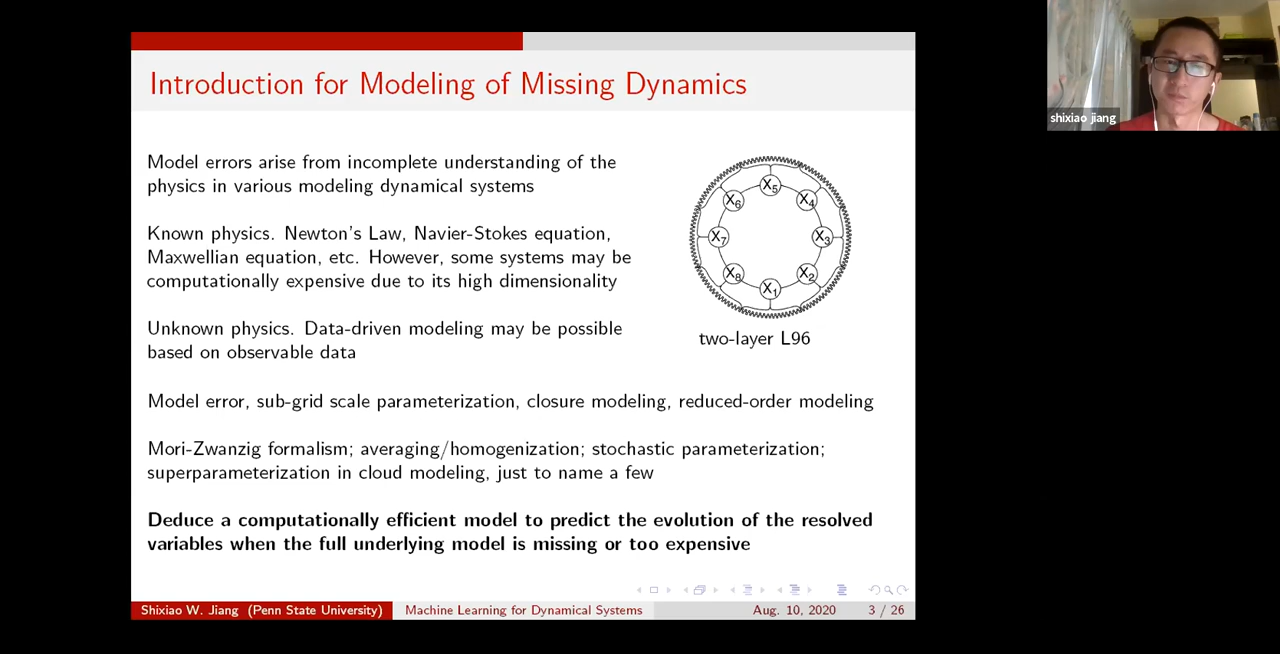 Introduction for Modeling of Missing Dynamics
shixiao jiang
Model errors arise from incomplete understanding of the
physics in various modeling dynamical systems
Known physics. Newton's Law, Navier-Stokes equation,
Maxwellian equation, etc. However, some systems may be
computationally expensive due to its high dimensionality
Unknown physics. Data-driven modeling may be possible
based on observable data
X5
X6
X4
X7
X3
X8
X2
X1
two-layer L96
Model error, sub-grid scale parameterization, closure modeling, reduced-order modeling
Mori-Zwanzig formalism; averaging/homogenization; stochastic parameterization;
superparameterization in cloud modeling, just to name a few
Deduce a computationally efficient model to predict the evolution of the resolved
variables when the full underlying model is missing or too expensive
Shixiao W. Jiang (Penn State University)
Machine Learning for Dynamical Systems
Aug. 10, 2020
3 / 26